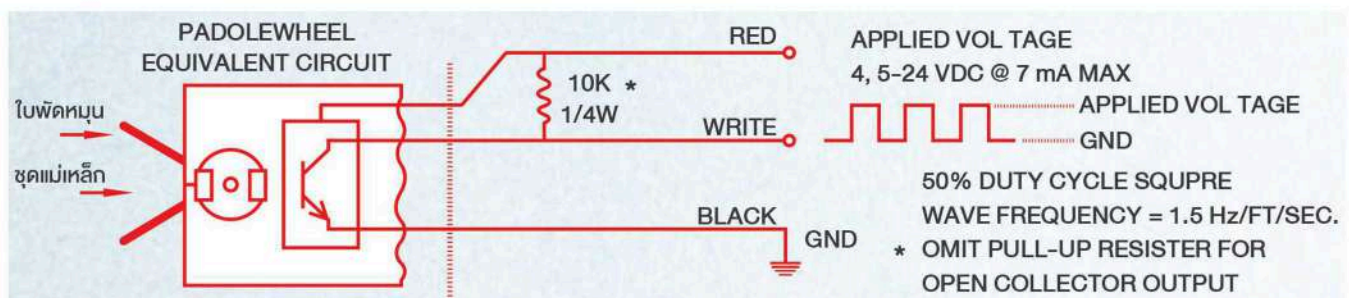 PADOLEWHEEL
EQUIVALENT CIRCUIT
ใบพัดหมุน
ชุดแม่เหล็ก
10K *
1/4W
RED
WRITE
BLACK
GND
APPLIED VOL TAGE
4, 5-24 VDC @ 7 mA MAX
APPLIED VOL TAGE
GND
50% DUTY CYCLE SQUPRE
WAVE FREQUENCY = 1.5 Hz/FT/SEC.
* OMIT PULL-UP RESISTER FOR
OPEN COLLECTOR OUTPUT